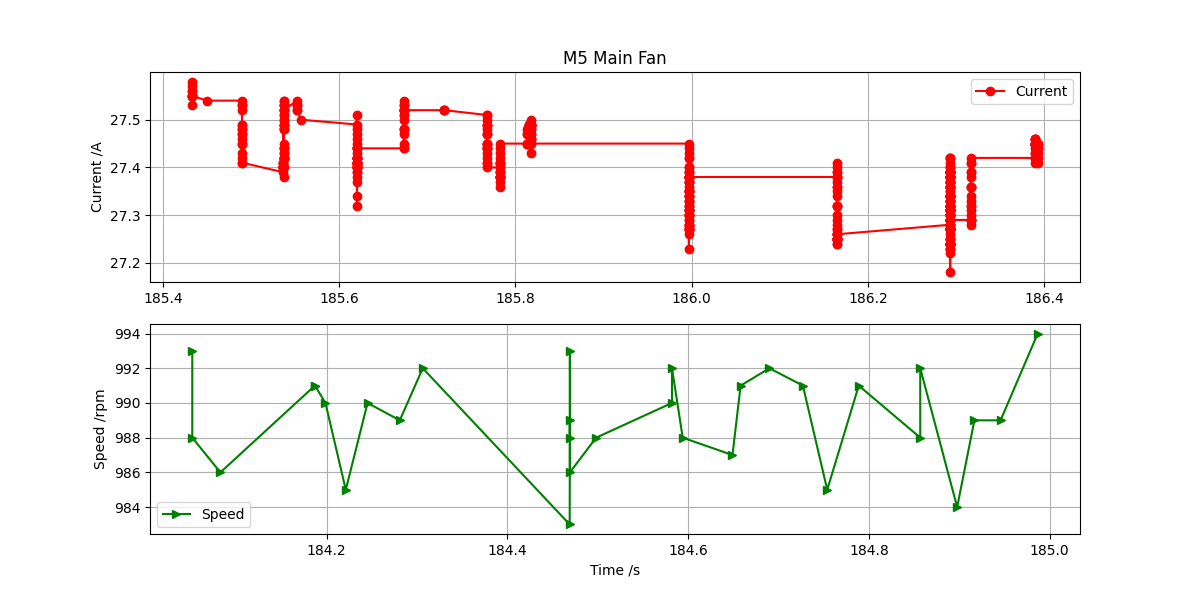 M5 Main Fan
Current /A
27.5
27.4
27.3
27.2
Current
185.4 185.6 185.8 186.0 186.2 186.4
Speed /rpm
994
992
990
988
986
984
Speed
184.2 184.4 184.6 184.8 185.0
Time /s